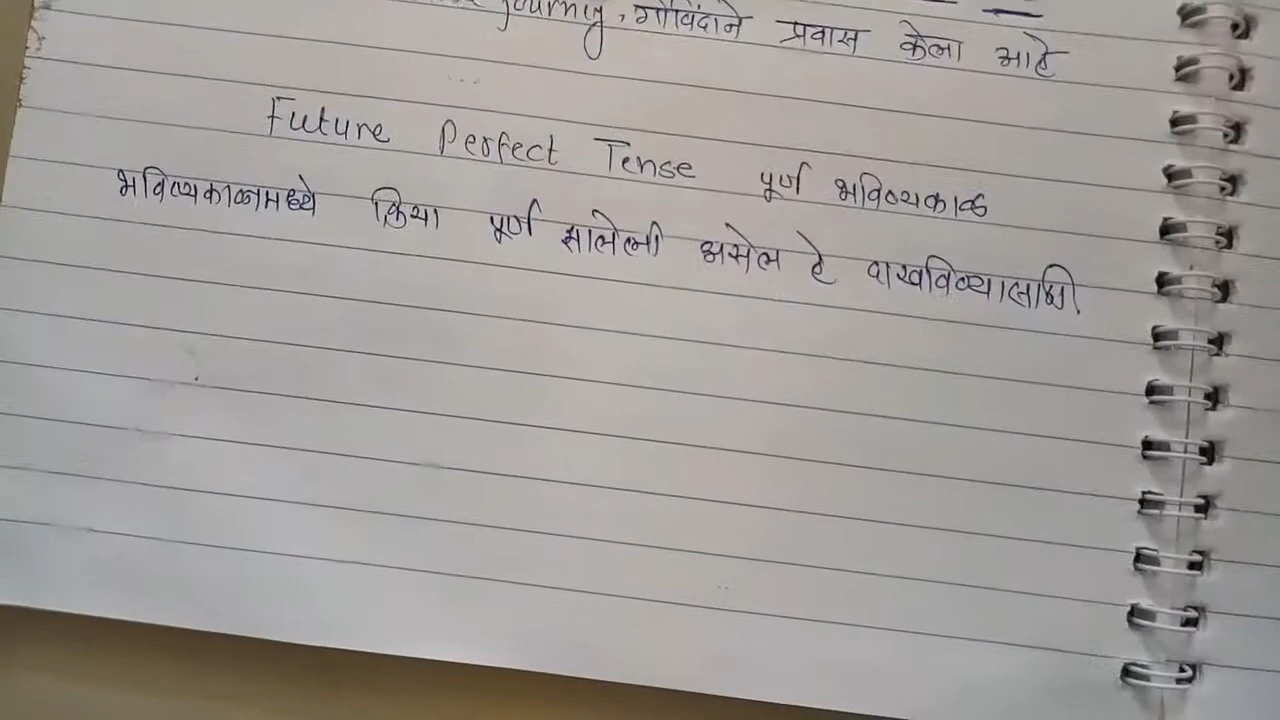 journey, गोविंदाने प्रवास केला आहे
Future Perfect Tense पूर्ण भविष्यकाळ
भविष्यकाळामध्ये क्रिया पूर्ण झालेली असेल हे दाखविण्यासाठी